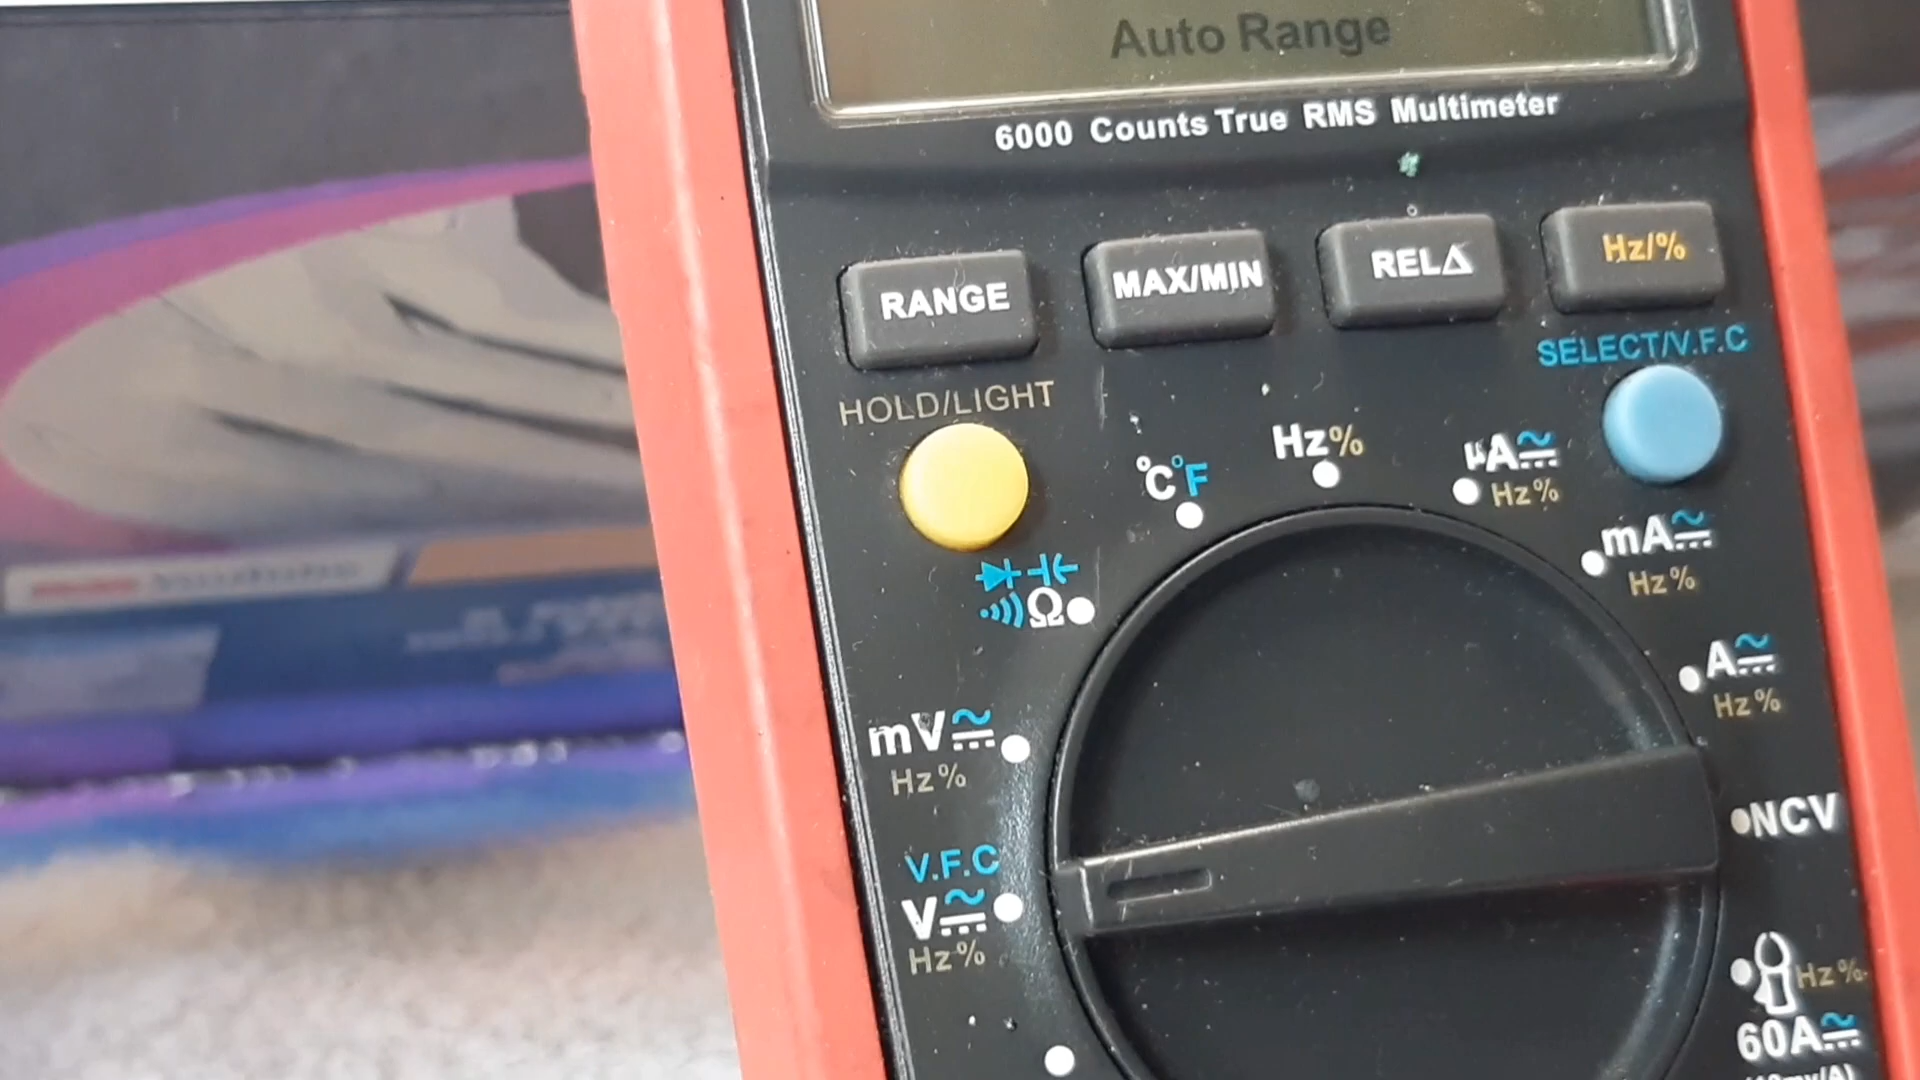 Auto Range
6000 Counts True RMS Multimeter
RANGE
MAX/MIN
RELΔ
Hz/%
SELECT/V.F.C
HOLD/LIGHT
°C°F
Hz%
μA
Hz%
mA
Hz%
A
Hz%
Ω
mV
Hz%
NCV
V.F.C
V
Hz%
Hz%
60A